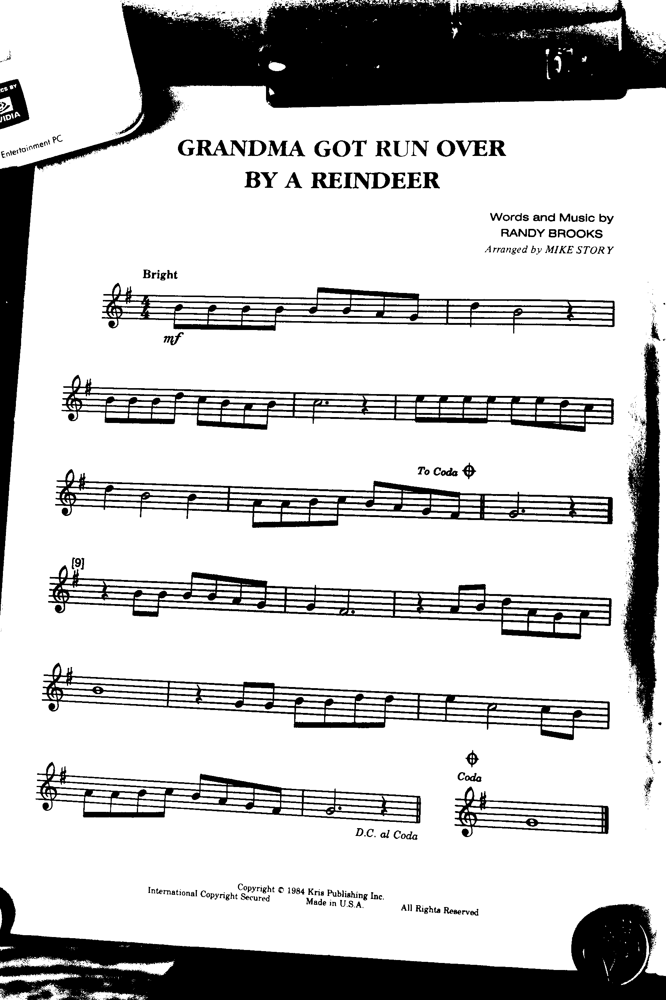 CS BY
VIDIA
Entertainment PC
GRANDMA GOT RUN OVER
BY A REINDEER
Words and Music by
RANDY BROOKS
Arranged by MIKE STORY
Bright
4/4
mf
To Coda
[9]
Coda
D.C. al Coda
Copyright © 1984 Kris Publishing Inc.
International Copyright Secured Made in U.S.A. All Rights Reserved